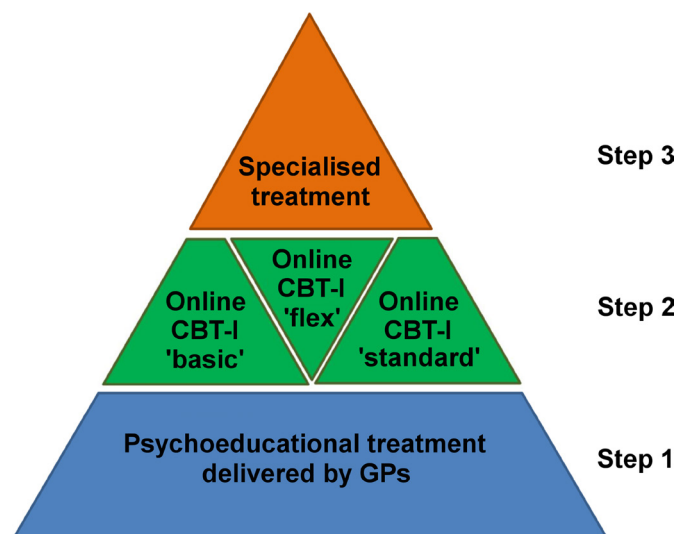 Specialised
treatment
Step 3
Online
CBT-I
'basic'
Online
CBT-I
'flex'
Online
CBT-I
'standard'
Step 2
Psychoeducational treatment
delivered by GPs
Step 1